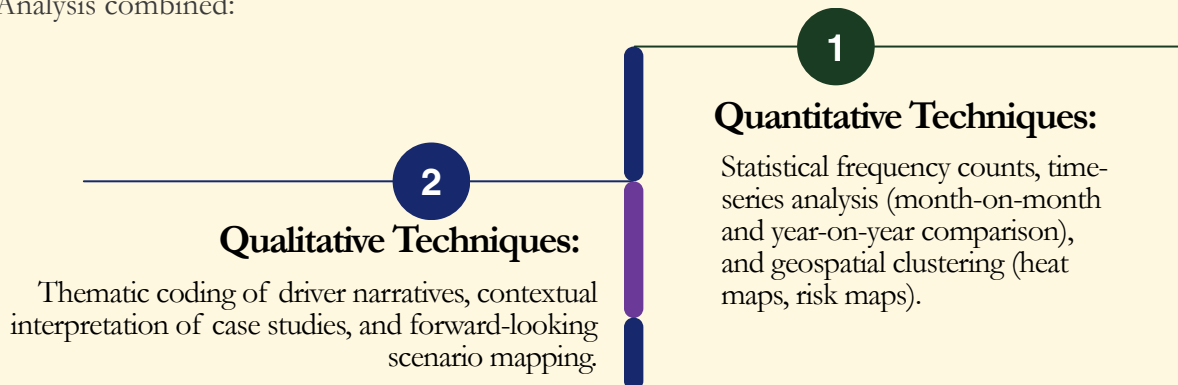 Analysis combined:
1
Quantitative Techniques:
Statistical frequency counts, time-
series analysis (month-on-month
and year-on-year comparison),
and geospatial clustering (heat
maps, risk maps).
2
Qualitative Techniques:
Thematic coding of driver narratives, contextual
interpretation of case studies, and forward-looking
scenario mapping.